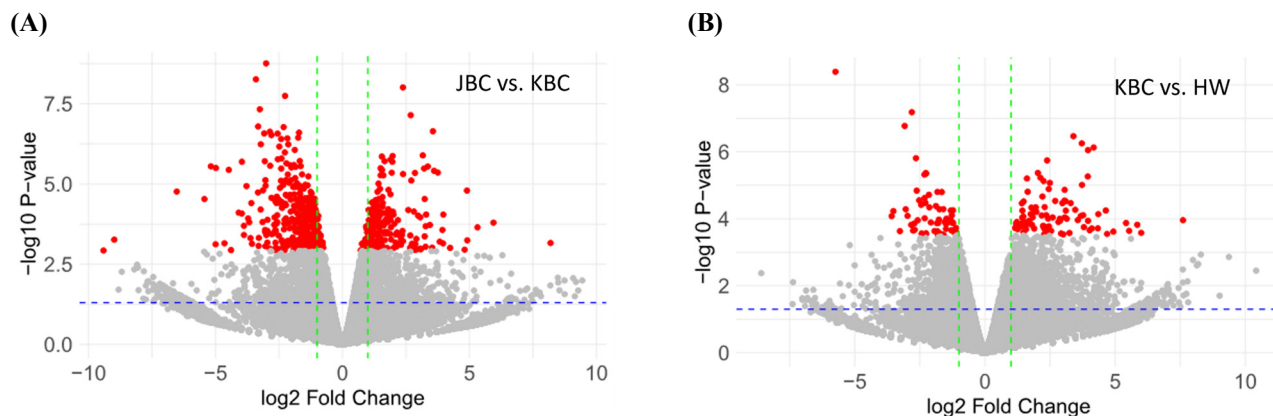 (A)
JBC vs. KBC
−log10 P−value
7.5
5.0
2.5
0.0
−10
−5
0
5
10
log2 Fold Change
(B)
KBC vs. HW
−log10 P−value
8
6
4
2
0
−5
0
5
10
log2 Fold Change